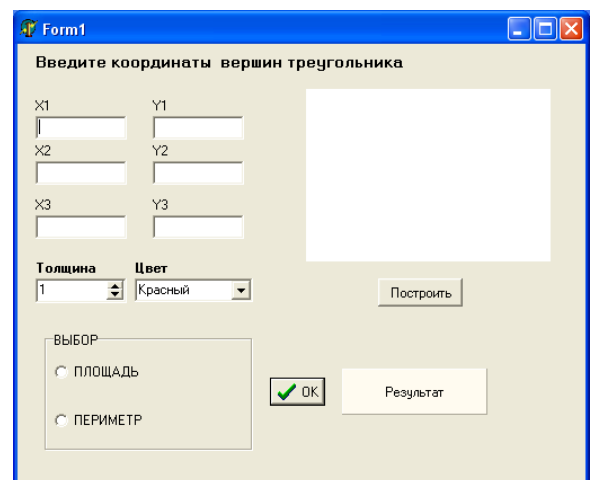 Form1
Введите координаты вершин треугольника
X1 Y1
X2 Y2
X3 Y3
Толщина Цвет
1 Красный
Построить
ВЫБОР
ПЛОЩАДЬ
OK
Результат
ПЕРИМЕТР